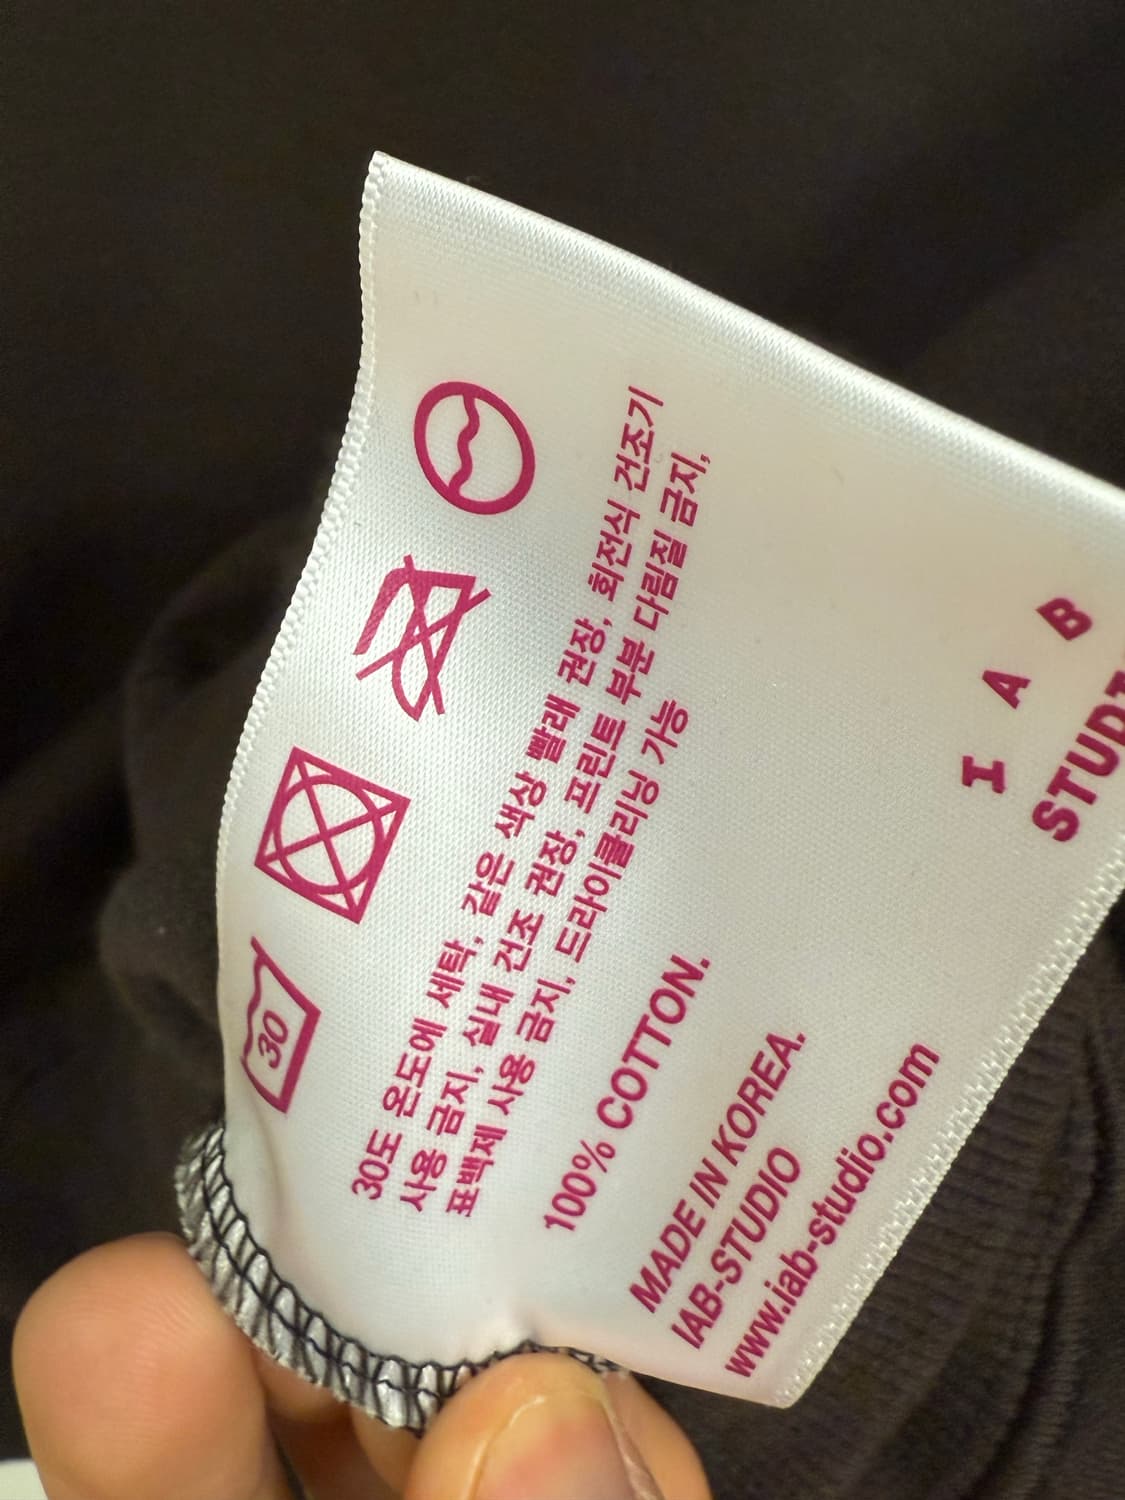 30
30도 온도에 세탁, 같은 색상 빨래 권장, 회전식 건조기
사용 금지, 실내 건조 권장, 프린트 부분 다림질 금지,
표백제 사용 금지, 드라이클리닝 가능
100% COTTON.
MADE IN KOREA.
IAB-STUDIO
www.iab-studio.com
I A B